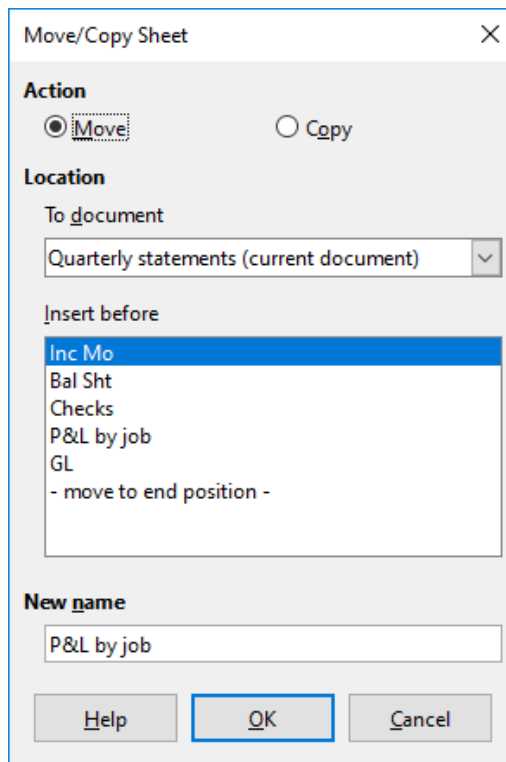 Move/Copy Sheet
Action
Move Copy
Location
To document
Quarterly statements (current document)
Insert before
Inc Mo
Bal Sht
Checks
P&L by job
GL
- move to end position -
New name
P&L by job
Help OK Cancel